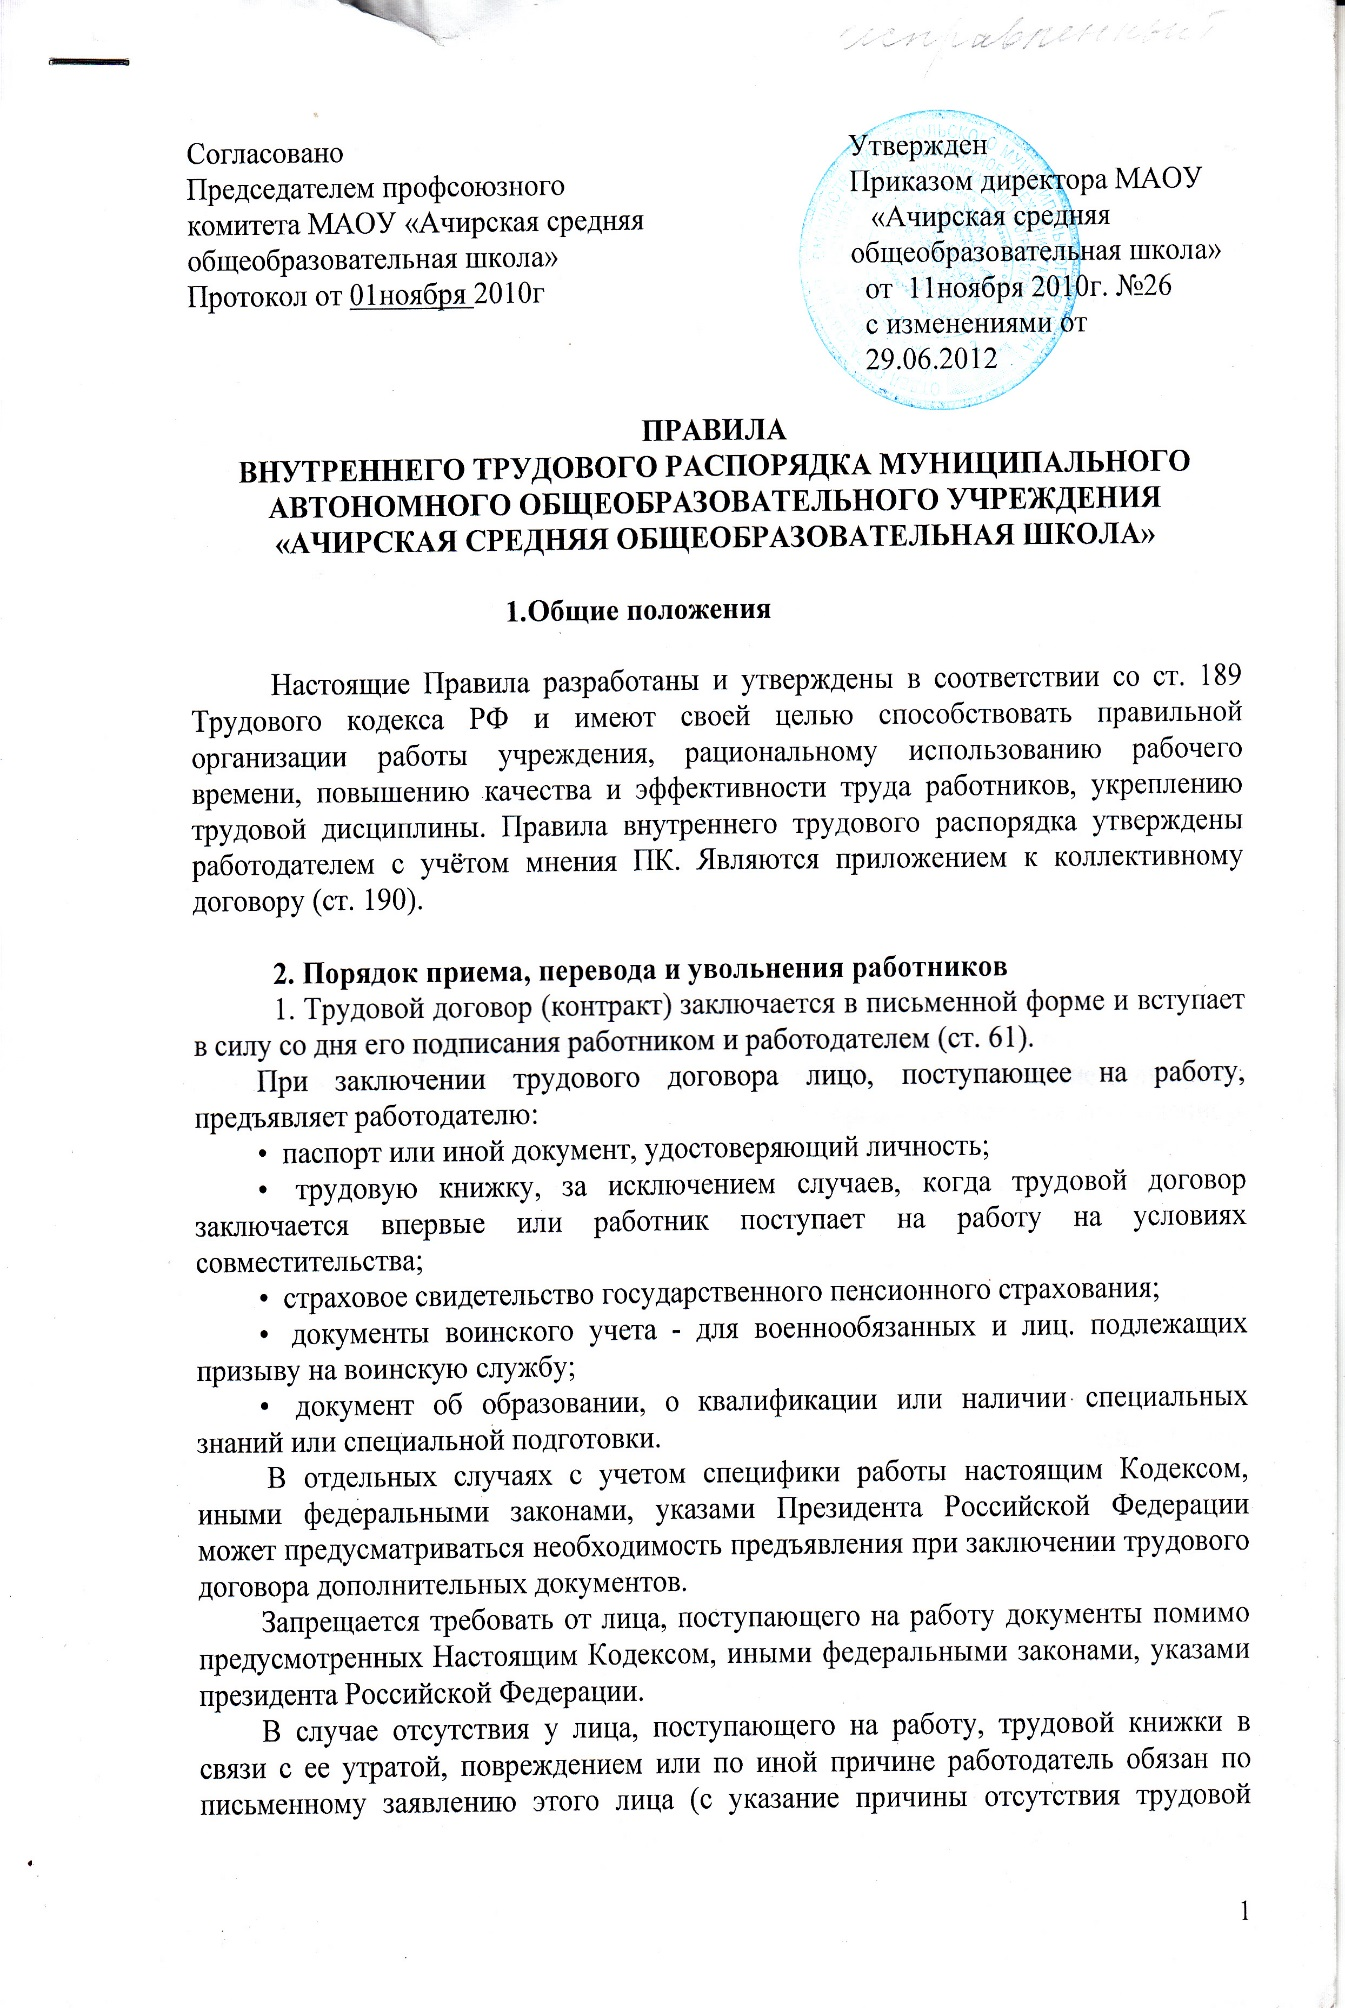 исправленный
Согласовано
Председателем профсоюзного
комитета МАОУ «Ачирская средняя
общеобразовательная школа»
Протокол от 01ноября 2010г
Утвержден
Приказом директора МАОУ
«Ачирская средняя
общеобразовательная школа»
от 11ноября 2010г. №26
с изменениями от
29.06.2012
ПРАВИЛА
ВНУТРЕННЕГО ТРУДОВОГО РАСПОРЯДКА МУНИЦИПАЛЬНОГО
АВТОНОМНОГО ОБЩЕОБРАЗОВАТЕЛЬНОГО УЧРЕЖДЕНИЯ
«АЧИРСКАЯ СРЕДНЯЯ ОБЩЕОБРАЗОВАТЕЛЬНАЯ ШКОЛА»
1.Общие положения
Настоящие Правила разработаны и утверждены в соответствии со ст. 189
Трудового кодекса РФ и имеют своей целью способствовать правильной
организации работы учреждения, рациональному использованию рабочего
времени, повышению качества и эффективности труда работников, укреплению
трудовой дисциплины. Правила внутреннего трудового распорядка утверждены
работодателем с учётом мнения ПК. Являются приложением к коллективному
договору (ст. 190).
2. Порядок приема, перевода и увольнения работников
1. Трудовой договор (контракт) заключается в письменной форме и вступает
в силу со дня его подписания работником и работодателем (ст. 61).
При заключении трудового договора лицо, поступающее на работу,
предъявляет работодателю:
• паспорт или иной документ, удостоверяющий личность;
• трудовую книжку, за исключением случаев, когда трудовой договор
заключается впервые или работник поступает на работу на условиях
совместительства;
• страховое свидетельство государственного пенсионного страхования;
• документы воинского учета - для военнообязанных и лиц. подлежащих
призыву на воинскую службу;
• документ об образовании, о квалификации или наличии специальных
знаний или специальной подготовки.
В отдельных случаях с учетом специфики работы настоящим Кодексом,
иными федеральными законами, указами Президента Российской Федерации
может предусматриваться необходимость предъявления при заключении трудового
договора дополнительных документов.
Запрещается требовать от лица, поступающего на работу документы помимо
предусмотренных Настоящим Кодексом, иными федеральными законами, указами
президента Российской Федерации.
В случае отсутствия у лица, поступающего на работу, трудовой книжки в
связи с ее утратой, повреждением или по иной причине работодатель обязан по
письменному заявлению этого лица (с указание причины отсутствия трудовой
1